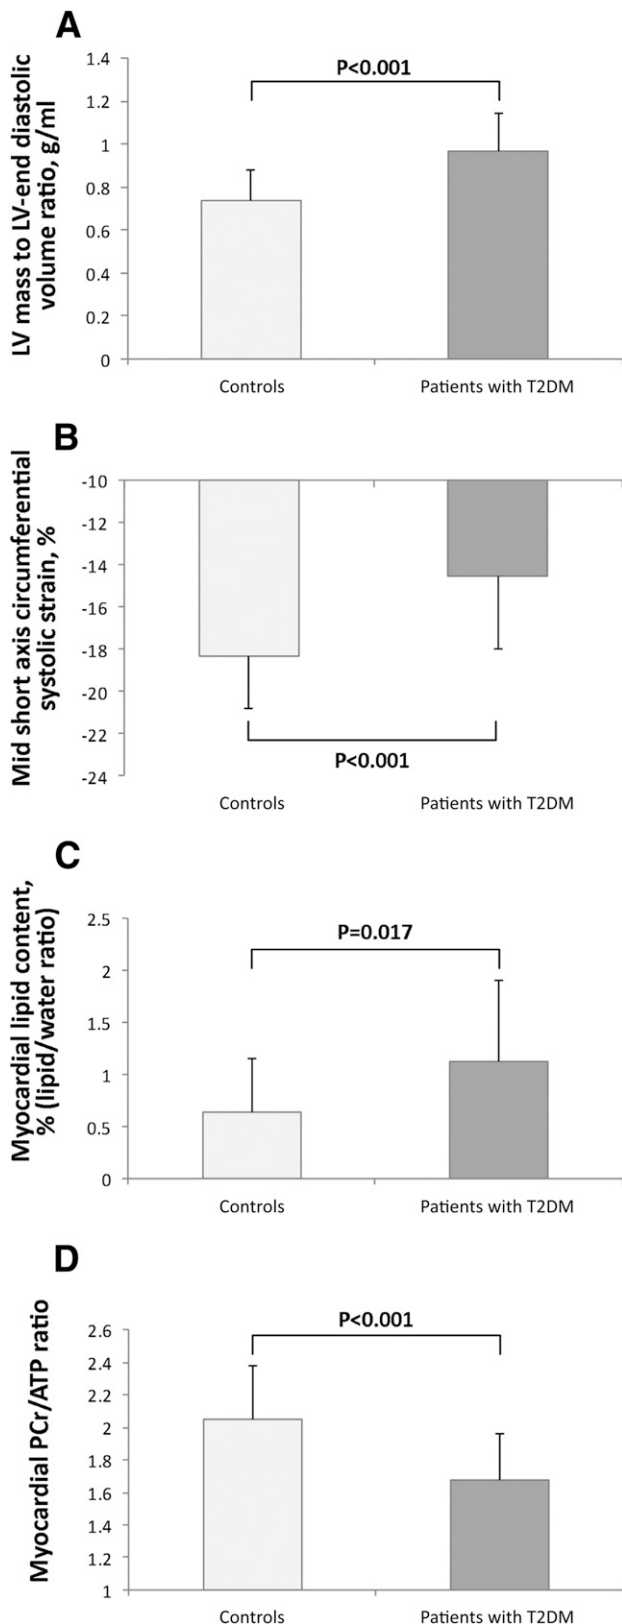 A
LV mass to LV-end diastolic
volume ratio, g/ml
1.4
1.2
1
0.8
0.6
0.4
0.2
0
P<0.001
Controls
Patients with T2DM
B
Mid short axis circumferential
systolic strain, %
-10
-12
-14
-16
-18
-20
-22
-24
P<0.001
Controls
Patients with T2DM
C
Myocardial lipid content,
% (lipid/water ratio)
2.5
2
1.5
1
0.5
0
P=0.017
Controls
Patients with T2DM
D
Myocardial PCr/ATP ratio
2.6
2.4
2.2
2
1.8
1.6
1.4
1.2
1
P<0.001
Controls
Patients with T2DM